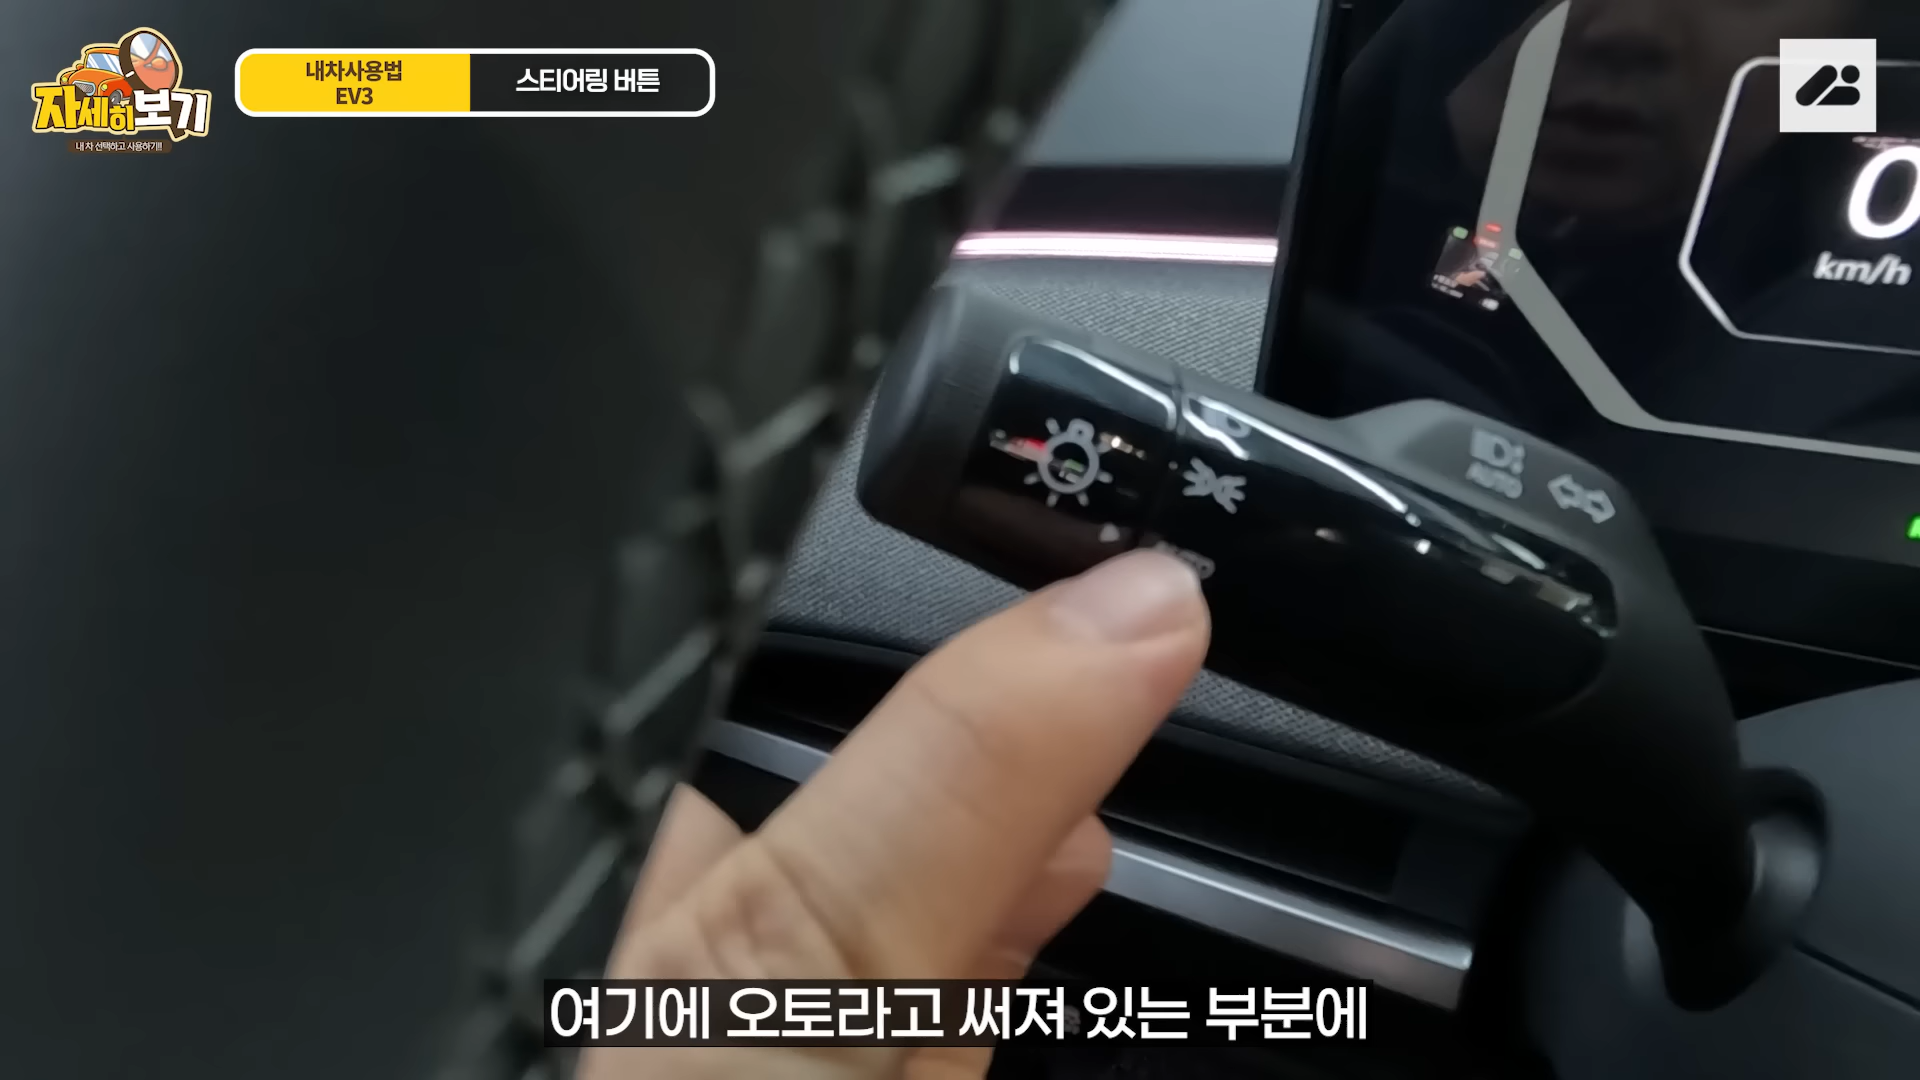 자세히보기
내 차 선택하고 사용하기!!
내차사용법
EV3
스티어링 버튼
0
km/h
AUTO
AUTO
여기에 오토라고 써져 있는 부분에